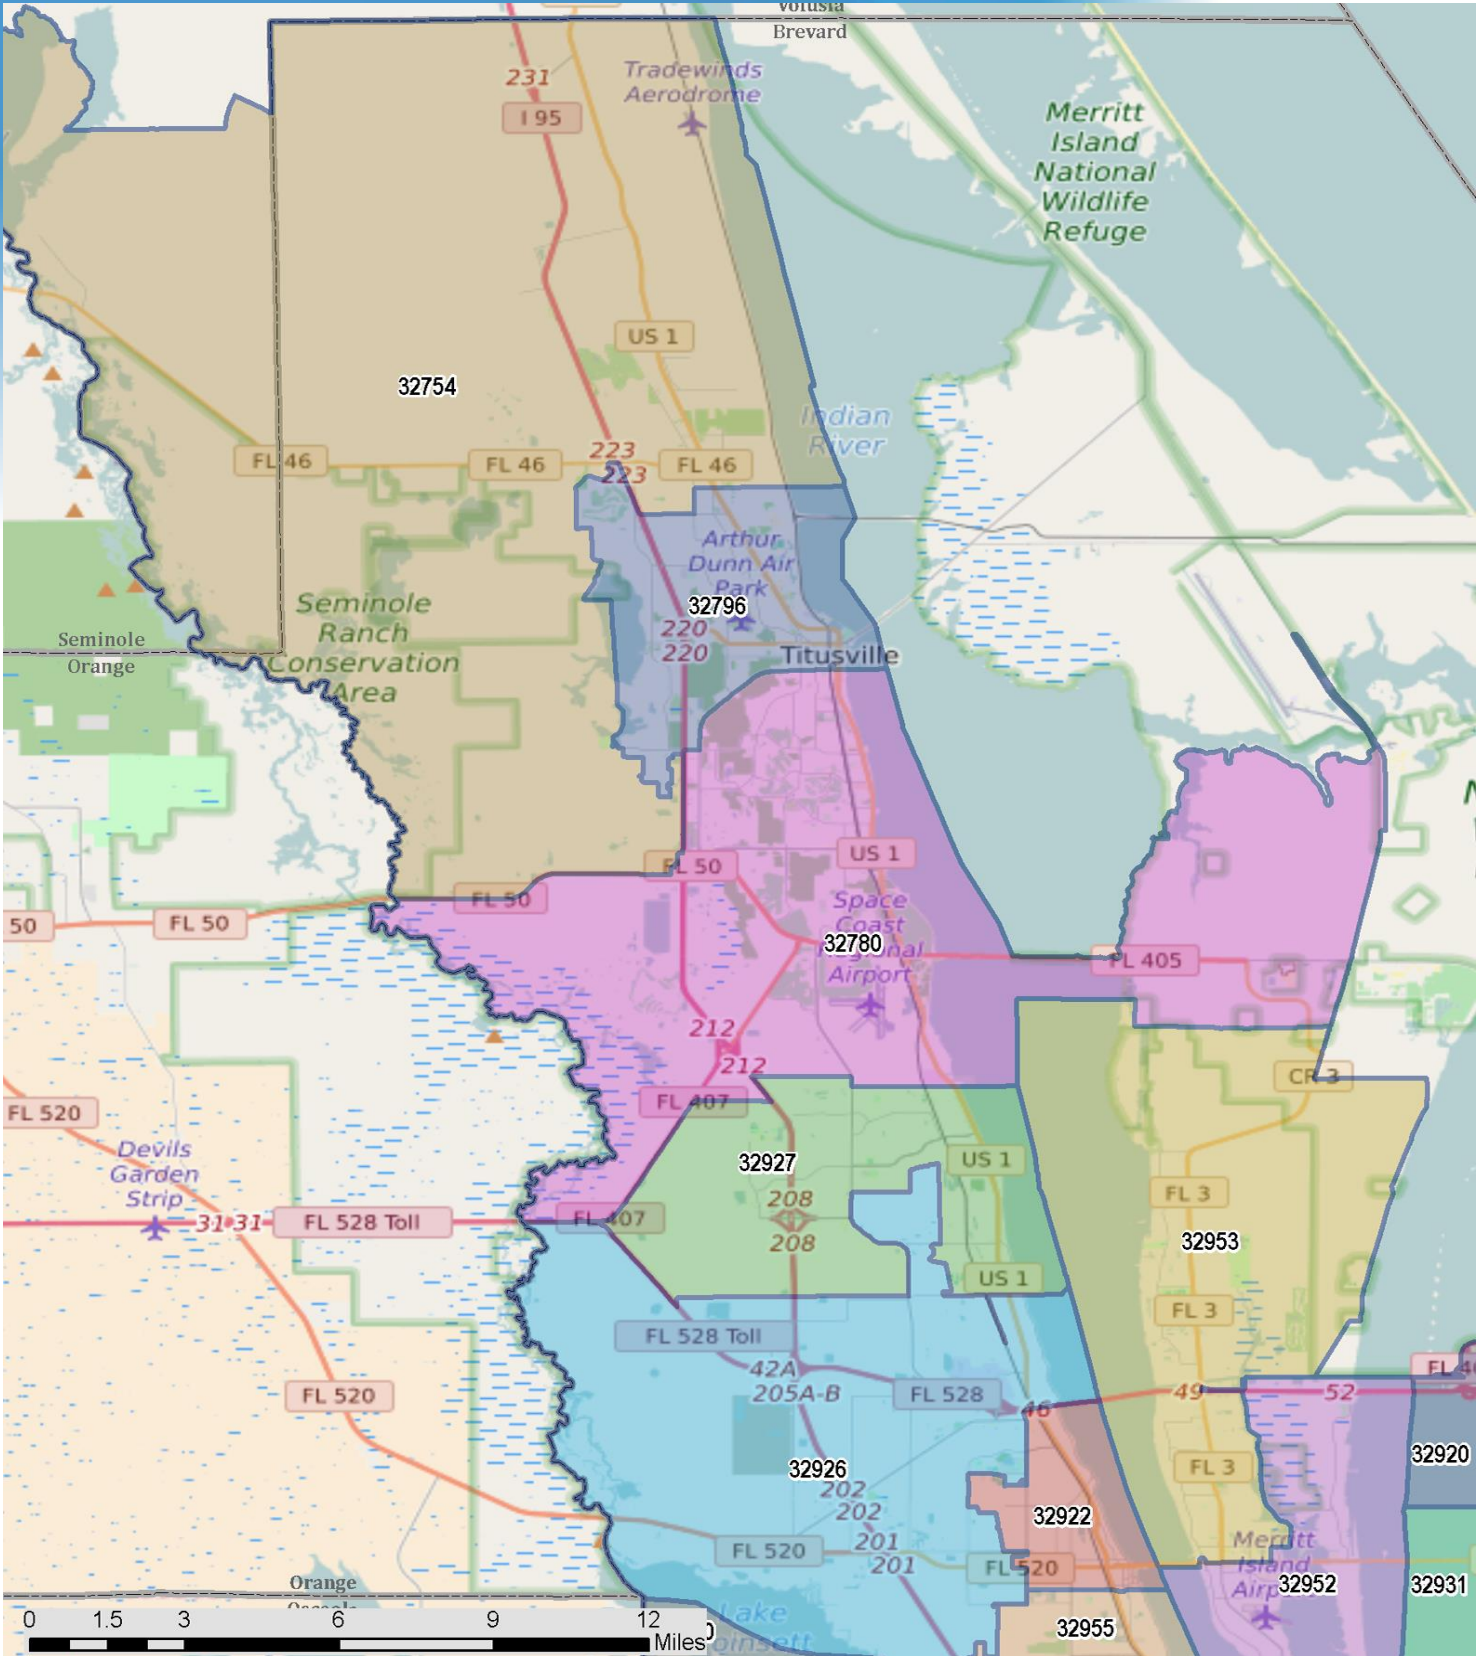 Volusia
Brevard
Tradewinds
Aerodrome
231
I 95
Merritt
Island
National
Wildlife
Refuge
US 1
32754
Indian
River
223
FL 46
FL 46
FL 46
223
Arthur
Dunn Air
Park
32796
Seminole
Ranch
Conservation
Area
220
220
Seminole
Orange
Titusville
FL 50
US 1
FL 50
50
FL 50
Space
Coast
Regional
Airport
32780
FL 405
212
212
CR 3
FL 407
FL 520
Devils
Garden
Strip
32927
US 1
FL 3
208
208
31 31
FL 528 Toll
FL 407
32953
US 1
FL 3
FL 528 Toll
42A
205A-B
FL 528
46
49
52
FL 520
32920
32926
202
202
FL 3
32922
201
201
FL 520
FL 520
Merritt
Island
32952
32931
Orange
0 1.5 3 6 9 12
Miles
Lake
32955